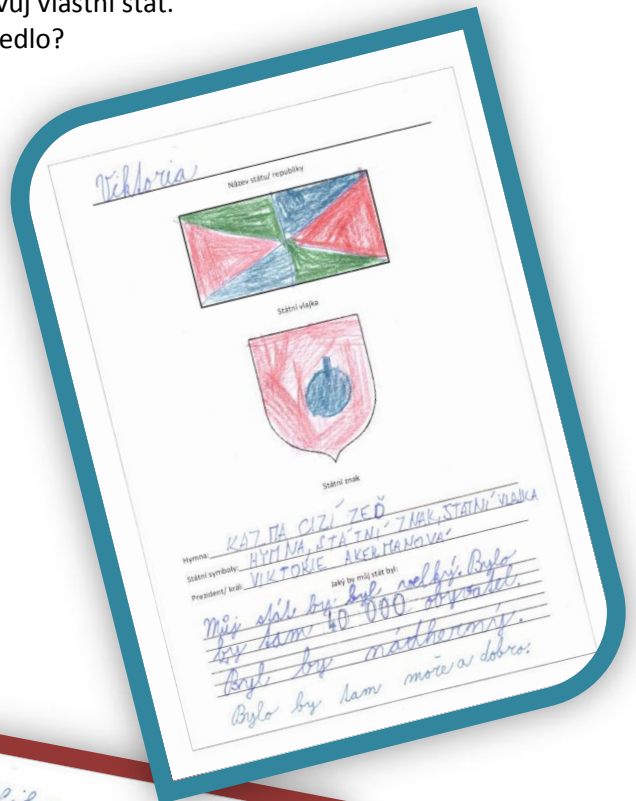 vůj vlastní stát.
edlo?
Viktoria
Název státu/ republiky
Státní vlajka
Státní znak
Hymna: KAZMA CIZÍ ZEĎ
Státní symboly: HYMNA, STÁTNÍ ZNAK, STATNÍ VLAJKA
Prezident/ král: VIKTORIE AKERMANOVÁ
Jaký by můj stát byl:
Můj stát by byl velký. Bylo
by tam 40 000 obyvatel.
Byl by nádherný.
Bylo by tam moře a dobro.